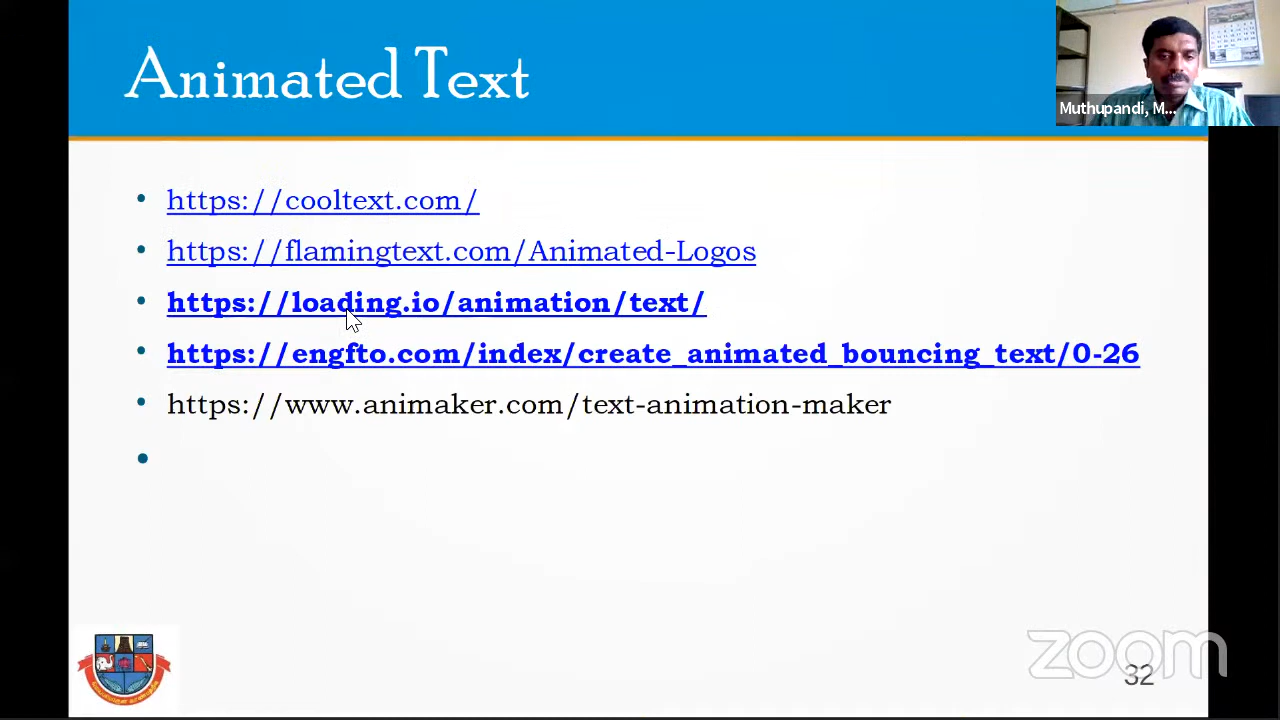 Animated Text
Muthupandi, M...
• https://cooltext.com/
• https://flamingtext.com/Animated-Logos
• https://loading.io/animation/text/
• https://engfto.com/index/create_animated_bouncing_text/0-26
• https://www.animaker.com/text-animation-maker
•
zoom
32